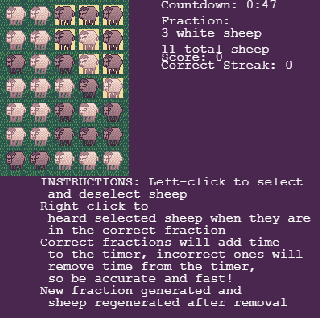 Countdown: 0:47
Fraction:
3 white sheep
11 total sheep
Score: 0
Correct Streak: 0
INSTRUCTIONS: Left-click to select
and deselect sheep
Right click to
heard selected sheep when they are
in the correct fraction
Correct fractions will add time
to the timer, incorrect ones will
remove time from the timer,
so be accurate and fast!
New fraction generated and
sheep regenerated after removal